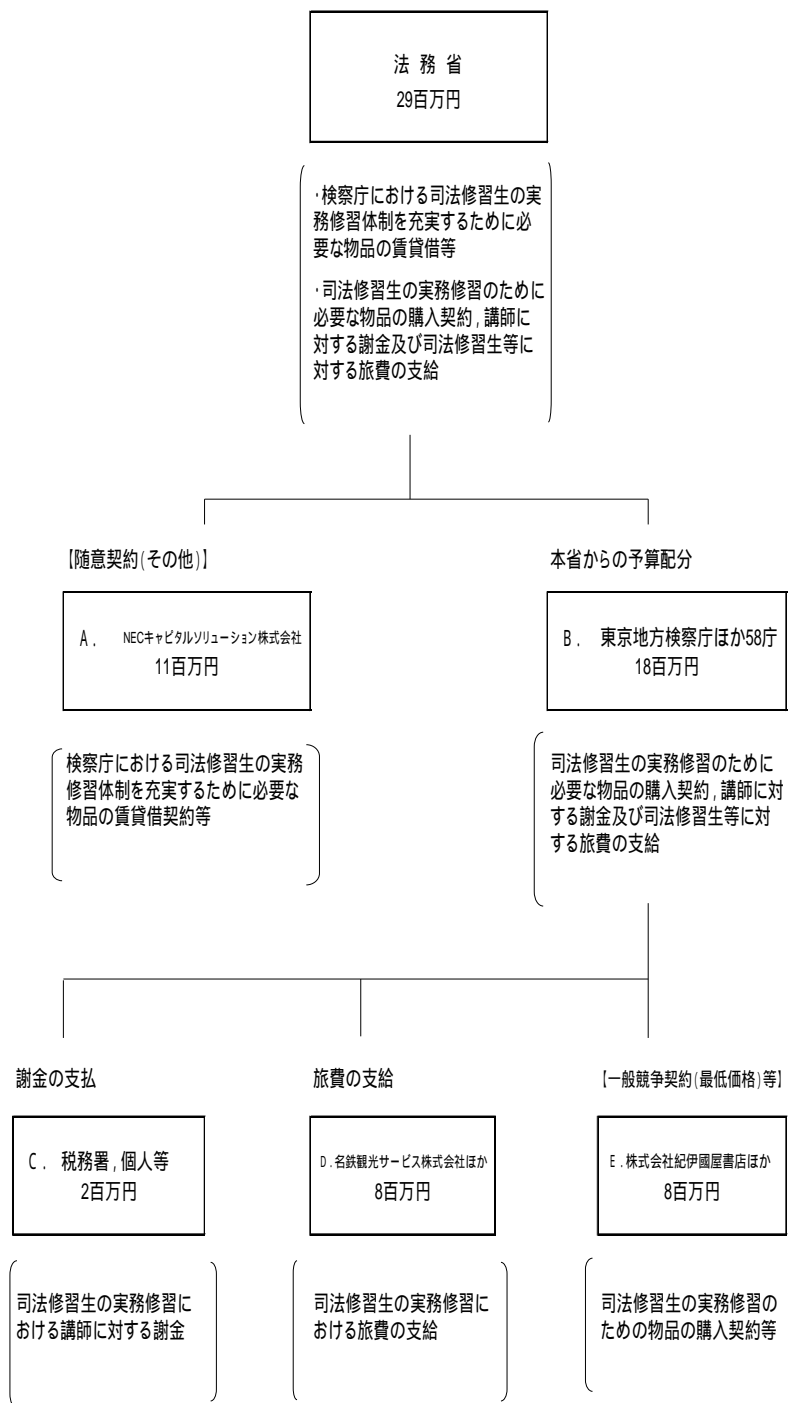 法 務 省
29百万円
・検察庁における司法修習生の実
務修習体制を充実するために必
要な物品の賃貸借等
・司法修習生の実務修習のために
必要な物品の購入契約,講師に
対する謝金及び司法修習生等に
対する旅費の支給
【随意契約(その他)】
A. NECキャピタルソリューション株式会社
11百万円
検察庁における司法修習生の実務
修習体制を充実するために必要な
物品の賃貸借契約等
本省からの予算配分
B. 東京地方検察庁ほか58庁
18百万円
司法修習生の実務修習のために
必要な物品の購入契約,講師に対
する謝金及び司法修習生等に対
する旅費の支給
謝金の支払
C. 税務署,個人等
2百万円
司法修習生の実務修習に
おける講師に対する謝金
旅費の支給
D.名鉄観光サービス株式会社ほか
8百万円
司法修習生の実務修習に
おける旅費の支給
【一般競争契約(最低価格)等】
E.株式会社紀伊國屋書店ほか
8百万円
司法修習生の実務修習の
ための物品の購入契約等